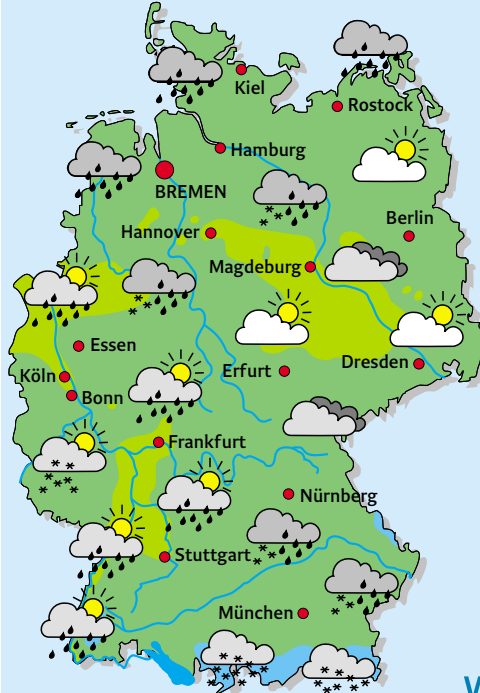 Kiel
Rostock
Hamburg
BREMEN
Berlin
Hannover
Magdeburg
Essen
Erfurt
Dresden
Köln
Bonn
Frankfurt
Nürnberg
Stuttgart
München